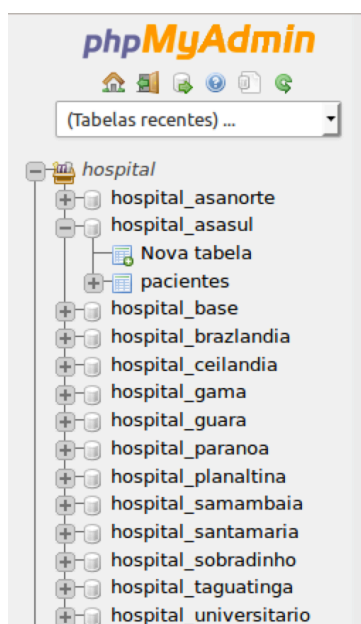 phpMyAdmin
(Tabelas recentes) ...
hospital
hospital_asanorte
hospital_asasul
Nova tabela
pacientes
hospital_base
hospital_brazlandia
hospital_ceilandia
hospital_gama
hospital_guara
hospital_paranoa
hospital_planaltina
hospital_samambaia
hospital_santamaria
hospital_sobradinho
hospital_taguatinga
hospital_universitario